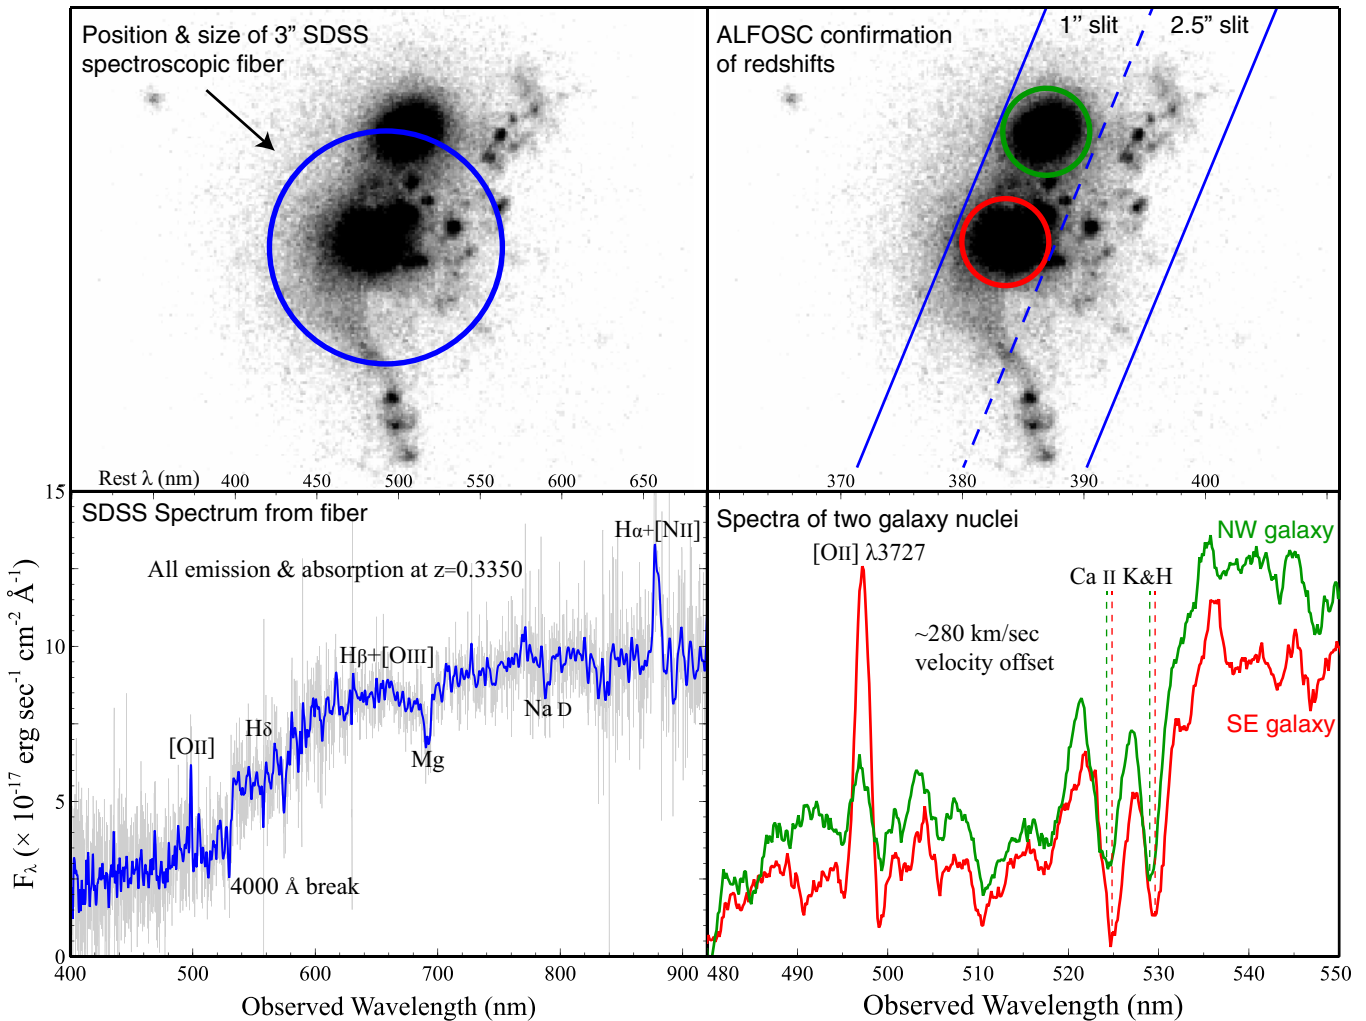 Position & size of 3” SDSS
spectroscopic fiber
ALFOSC confirmation
of redshifts
1” slit
2.5” slit
Rest λ (nm)
400 450 500 550 600 650
370 380 390 400
SDSS Spectrum from fiber
All emission & absorption at z=0.3350
Hα+[NII]
Hβ+[OIII]
Hδ
[OII]
Na D
Mg
4000 Å break
Fλ (× 10⁻¹⁷ erg sec⁻¹ cm⁻² Å⁻¹)
15
10
5
0
400 500 600 700 800 900
Observed Wavelength (nm)
Spectra of two galaxy nuclei
NW galaxy
[OII] λ3727
Ca II K&H
~280 km/sec
velocity offset
SE galaxy
480 490 500 510 520 530 540 550
Observed Wavelength (nm)